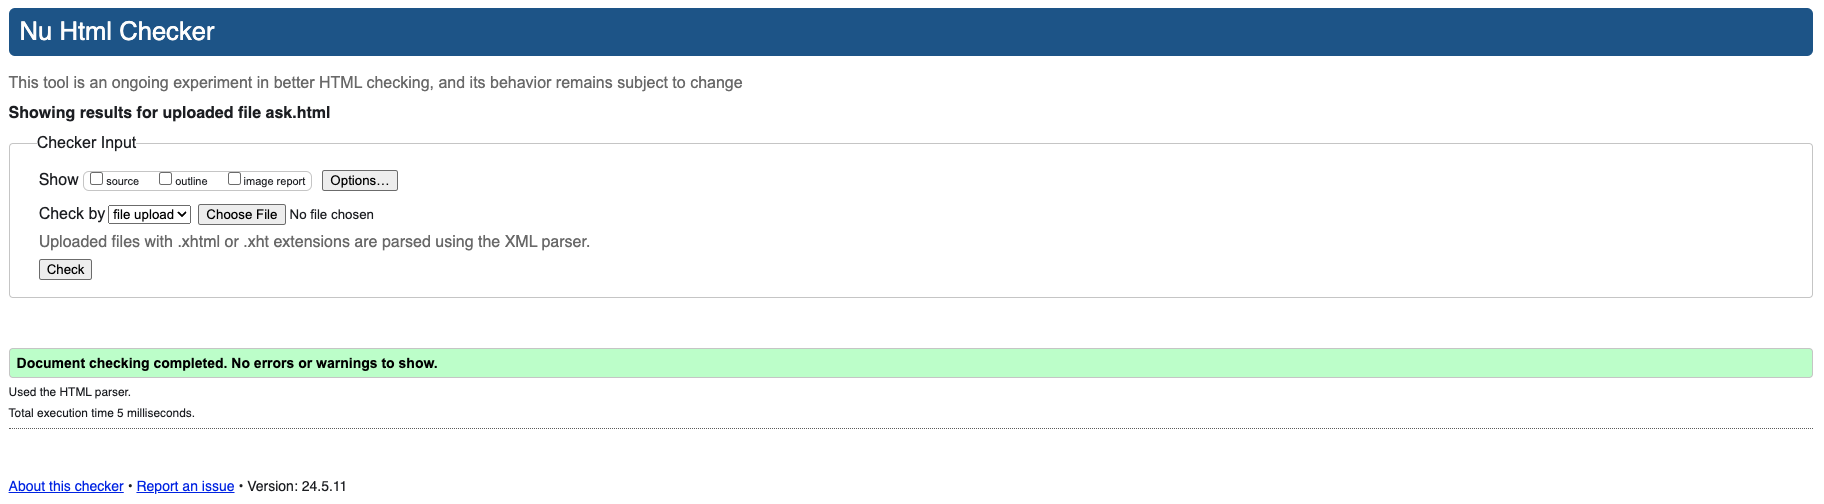 Nu Html Checker
This tool is an ongoing experiment in better HTML checking, and its behavior remains subject to change
Showing results for uploaded file ask.html
Checker Input
Show source outline image report Options…
Check by file upload Choose File No file chosen
Uploaded files with .xhtml or .xht extensions are parsed using the XML parser.
Check
Document checking completed. No errors or warnings to show.
Used the HTML parser.
Total execution time 5 milliseconds.
About this checker • Report an issue • Version: 24.5.11